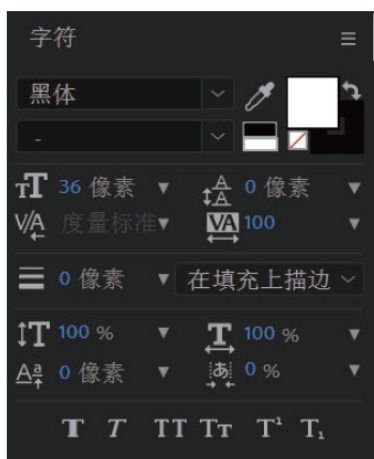 字符
黑体
-
36 像素 0 像素
度量标准 100
0 像素 在填充上描边
100 % 100 %
0 像素 0 %
T T TT Tт T¹ T₁